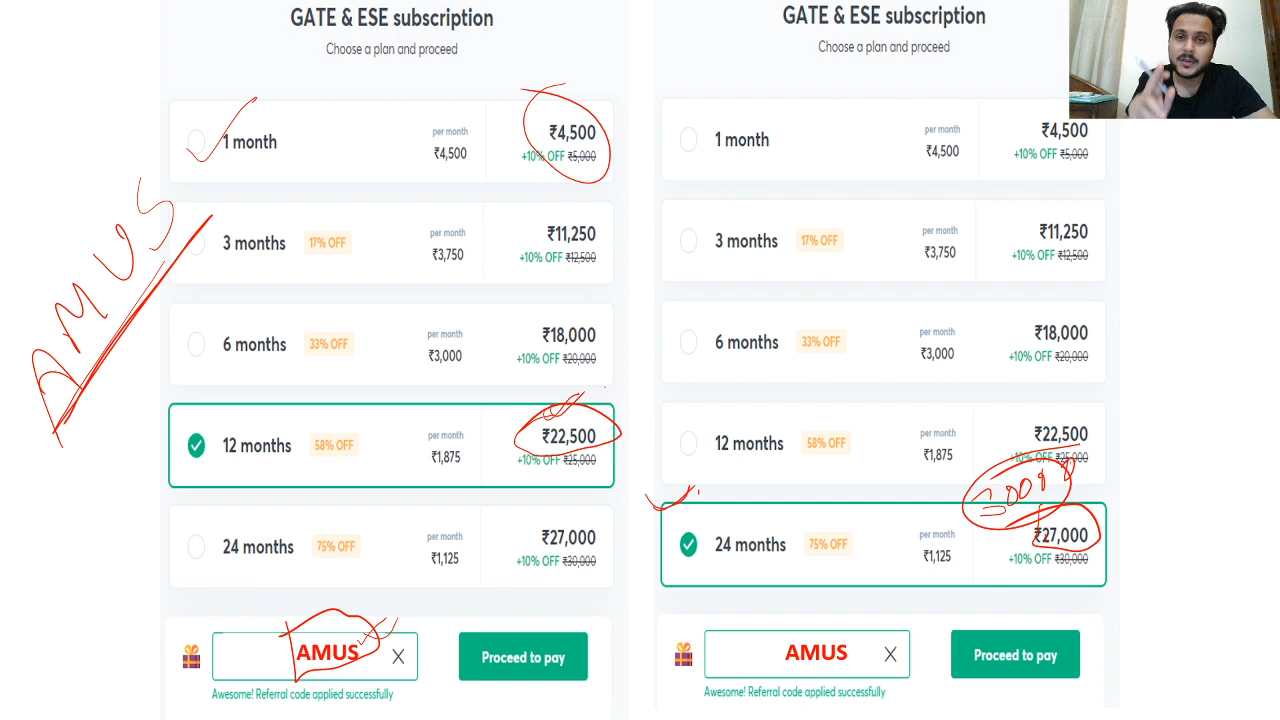 GATE & ESE subscription
Choose a plan and proceed
1 month
per month
₹4,500
₹4,500
+10% OFF ₹5,000
3 months
17% OFF
per month
₹3,750
₹11,250
+10% OFF ₹12,500
6 months
33% OFF
per month
₹3,000
₹18,000
+10% OFF ₹20,000
12 months
58% OFF
per month
₹1,875
₹22,500
+10% OFF ₹25,000
24 months
75% OFF
per month
₹1,125
₹27,000
+10% OFF ₹30,000
AMUS X
Proceed to pay
Awesome! Referral code applied successfully
AMUS
GATE & ESE subscription
Choose a plan and proceed
1 month
per month
₹4,500
₹4,500
+10% OFF ₹5,000
3 months
17% OFF
per month
₹3,750
₹11,250
+10% OFF ₹12,500
6 months
33% OFF
per month
₹3,000
₹18,000
+10% OFF ₹20,000
12 months
58% OFF
per month
₹1,875
₹22,500
+10% OFF ₹25,000
24 months
75% OFF
per month
₹1,125
₹27,000
+10% OFF ₹30,000
AMUS X
Proceed to pay
Awesome! Referral code applied successfully